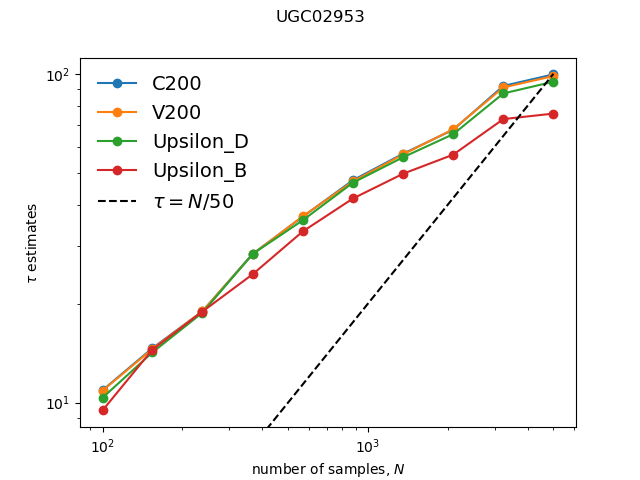 UGC02953
C200
V200
Upsilon_D
Upsilon_B
τ = N/50
10²
10¹
τ estimates
10² 10³
number of samples, N